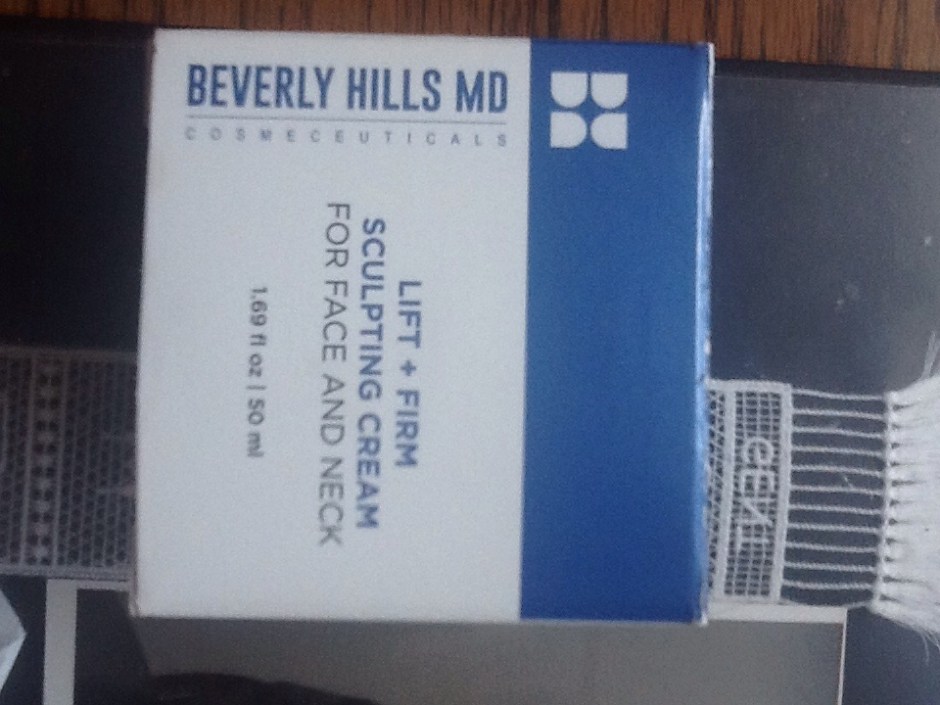 BEVERLY HILLS MD
COSMECEUTICALS
LIFT + FIRM
SCULPTING CREAM
FOR FACE AND NECK
1.69 fl oz | 50 ml